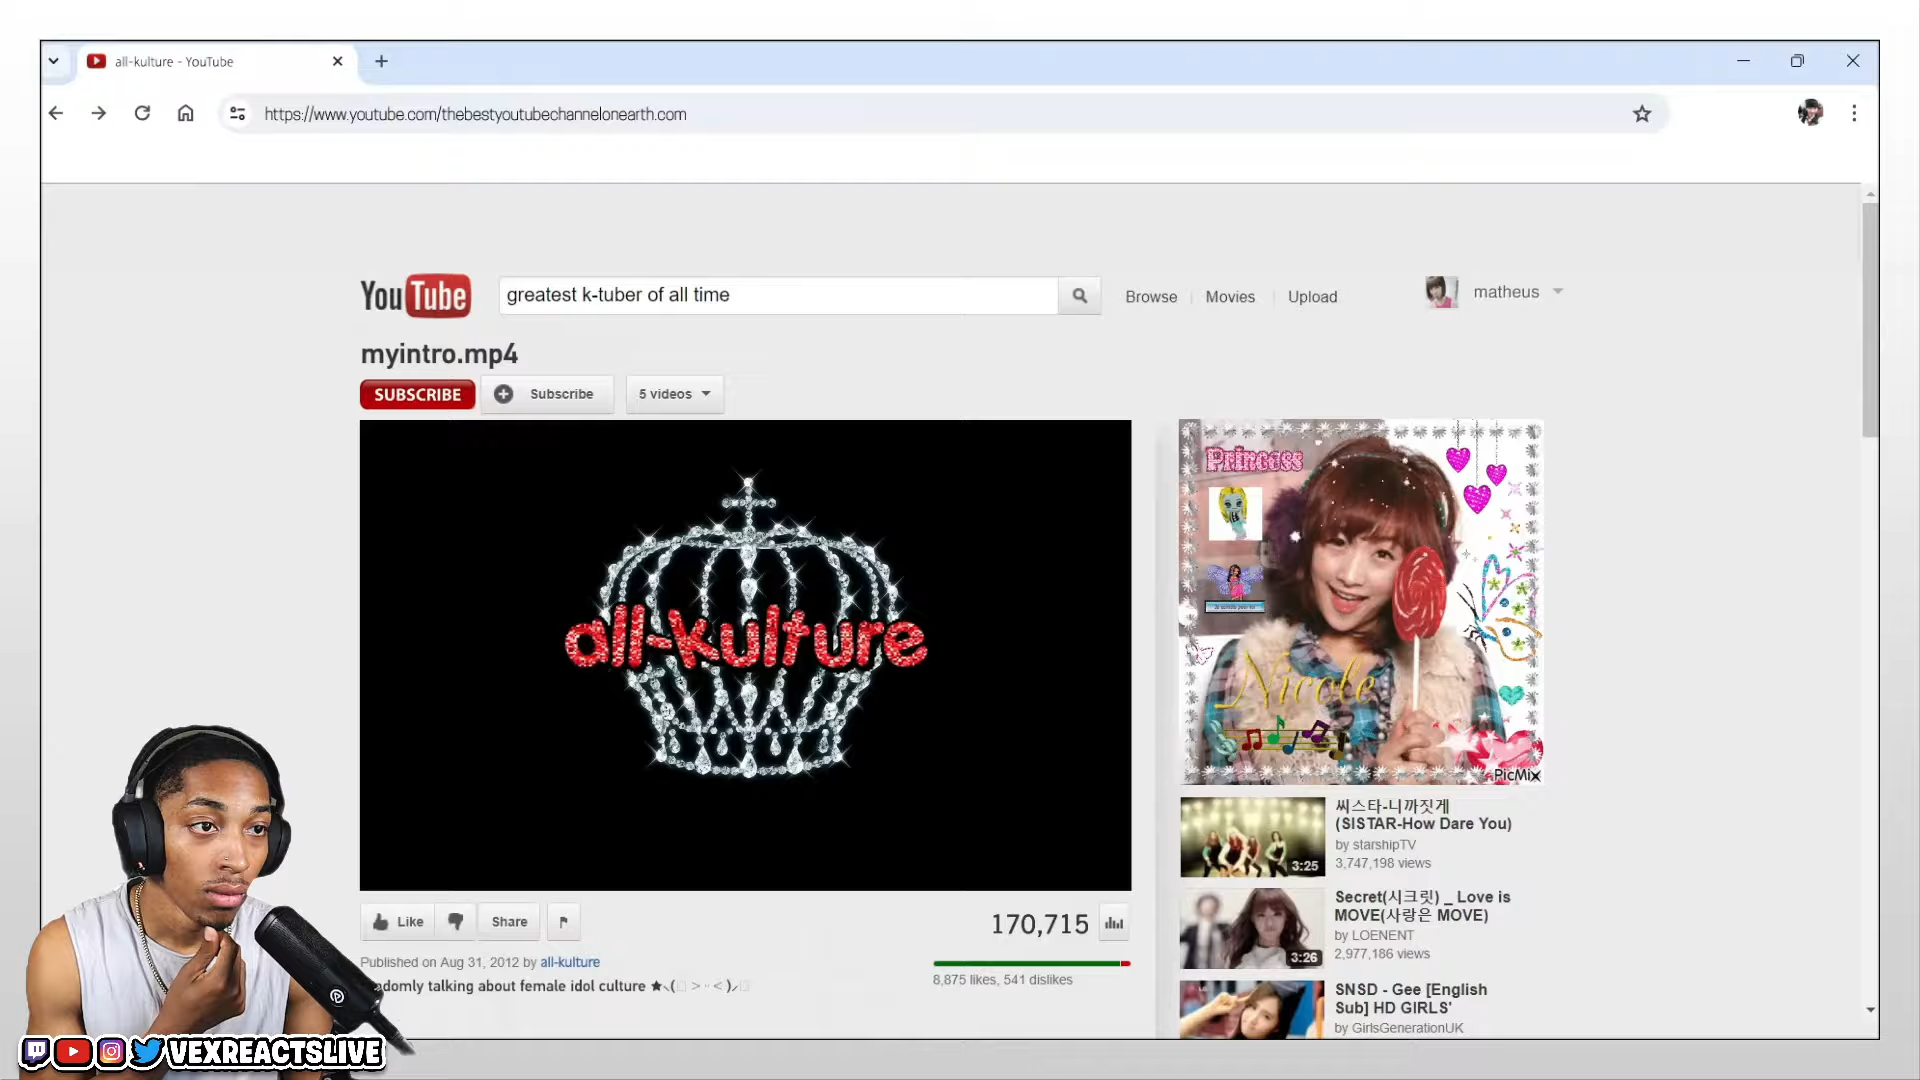 all-kulture - YouTube
https://www.youtube.com/thebestyoutubechannelonearth.com
YouTube
greatest k-tuber of all time
Browse
Movies
Upload
matheus
myintro.mp4
SUBSCRIBE
Subscribe
5 videos
all-kulture
Princess
Nicole
PicMix
씨스타-니까짓게
(SISTAR-How Dare You)
by starshipTV
3,747,198 views
3:25
Secret(시크릿) _ Love is
MOVE(사랑은 MOVE)
by LOENENT
2,977,186 views
3:26
SNSD - Gee [English
Sub] HD GIRLS'
by GirlsGenerationUK
Like
Share
170,715
Published on Aug 31, 2012 by all-kulture
8,875 likes, 541 dislikes
talking about female idol culture
VEXREACTSLIVE